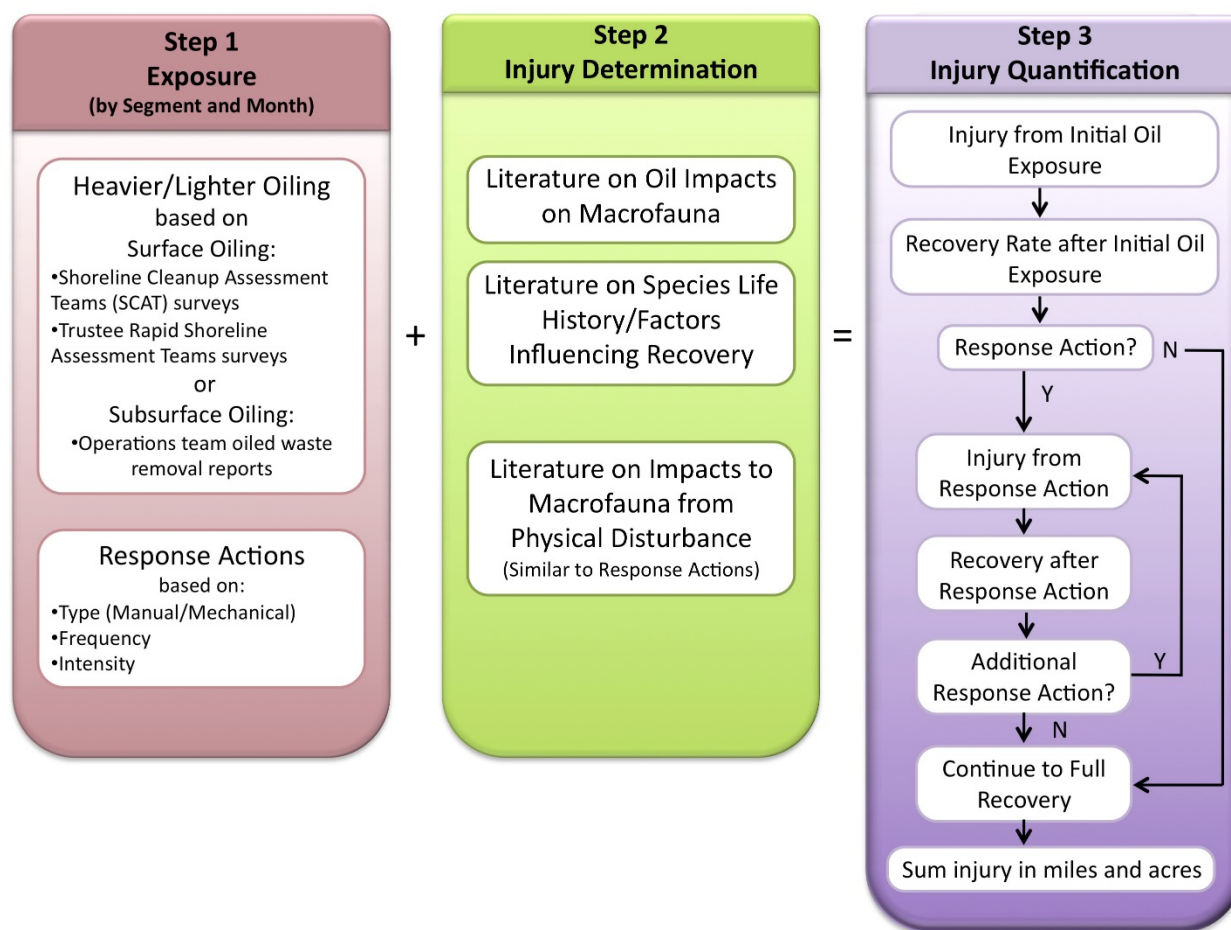 Step 1
Exposure
(by Segment and Month)
Heavier/Lighter Oiling
based on
Surface Oiling:
•Shoreline Cleanup Assessment
Teams (SCAT) surveys
•Trustee Rapid Shoreline
Assessment Teams surveys
or
Subsurface Oiling:
•Operations team oiled waste
removal reports
Response Actions
based on:
•Type (Manual/Mechanical)
•Frequency
•Intensity
+
Step 2
Injury Determination
Literature on Oil Impacts
on Macrofauna
Literature on Species Life
History/Factors
Influencing Recovery
Literature on Impacts to
Macrofauna from
Physical Disturbance
(Similar to Response Actions)
=
Step 3
Injury Quantification
Injury from Initial Oil
Exposure
Recovery Rate after Initial Oil
Exposure
Response Action?
N
Y
Injury from
Response Action
Recovery after
Response Action
Additional
Response Action?
Y
N
Continue to Full
Recovery
Sum injury in miles and acres